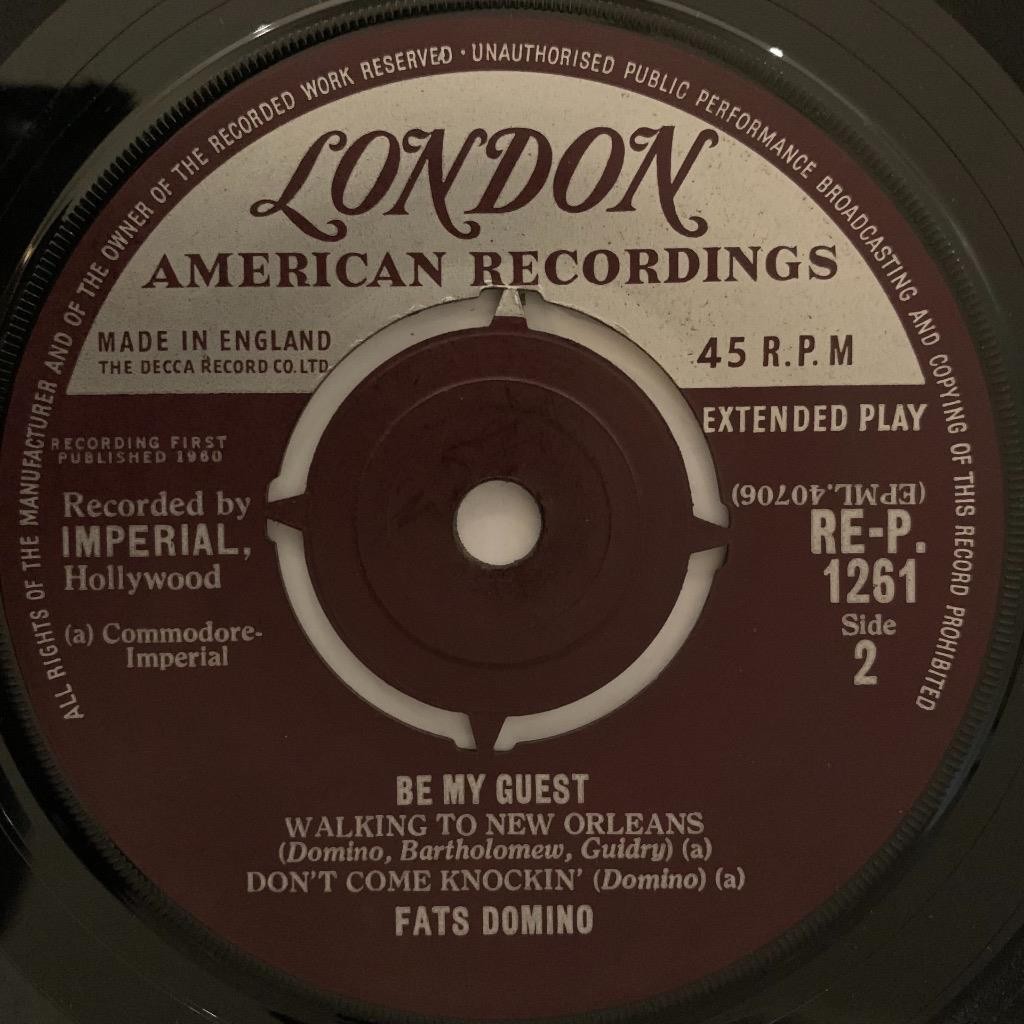 ALL RIGHTS OF THE MANUFACTURER AND OF THE OWNER OF THE RECORDED WORK RESERVED · UNAUTHORISED PUBLIC PERFORMANCE BROADCASTING AND COPYING OF THIS RECORD PROHIBITED
LONDON
AMERICAN RECORDINGS
MADE IN ENGLAND
THE DECCA RECORD CO. LTD.
45 R.P.M
EXTENDED PLAY
RECORDING FIRST
PUBLISHED 1960
Recorded by
IMPERIAL,
Hollywood
(a) Commodore-
Imperial
(EPML.40706)
RE-P.
1261
Side
2
BE MY GUEST
WALKING TO NEW ORLEANS
(Domino, Bartholomew, Guidry) (a)
DON'T COME KNOCKIN' (Domino) (a)
FATS DOMINO